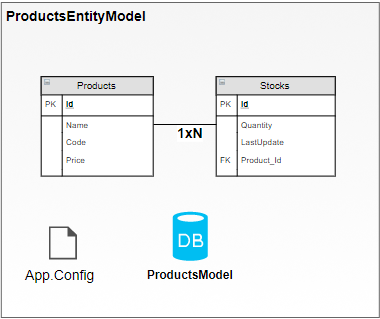 ProductsEntityModel
Products
PK Id
Name
Code
Price
1xN
Stocks
PK Id
Quantity
LastUpdate
FK Product_Id
App.Config
DB
ProductsModel